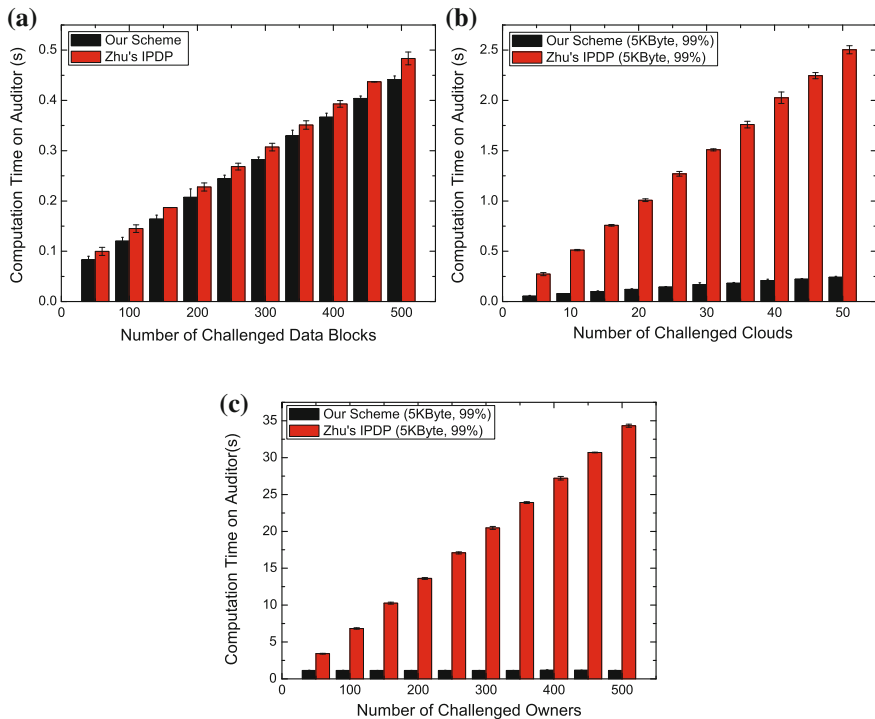 (a)
Our Scheme
Zhu's IPDP
Computation Time on Auditor (s)
0.5
0.4
0.3
0.2
0.1
0.0
0 100 200 300 400 500
Number of Challenged Data Blocks
(b)
Our Scheme (5KByte, 99%)
Zhu's IPDP (5KByte, 99%)
Computation Time on Auditor (s)
2.5
2.0
1.5
1.0
0.5
0.0
0 10 20 30 40 50
Number of Challenged Clouds
(c)
Our Scheme (5KByte, 99%)
Zhu's IPDP (5KByte, 99%)
Computation Time on Auditor(s)
35
30
25
20
15
10
5
0
0 100 200 300 400 500
Number of Challenged Owners